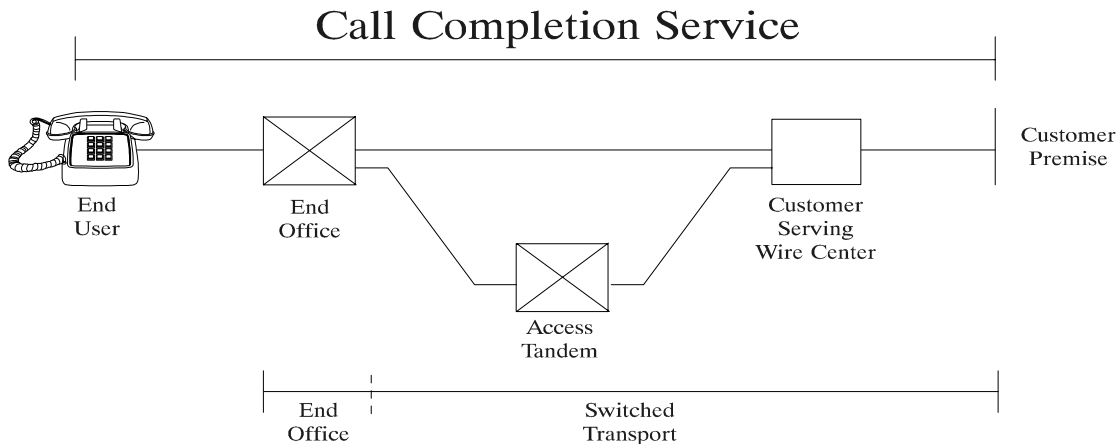 Call Completion Service
Customer
Premise
End
User
End
Office
Customer
Serving
Wire Center
Access
Tandem
End
Office
Switched
Transport